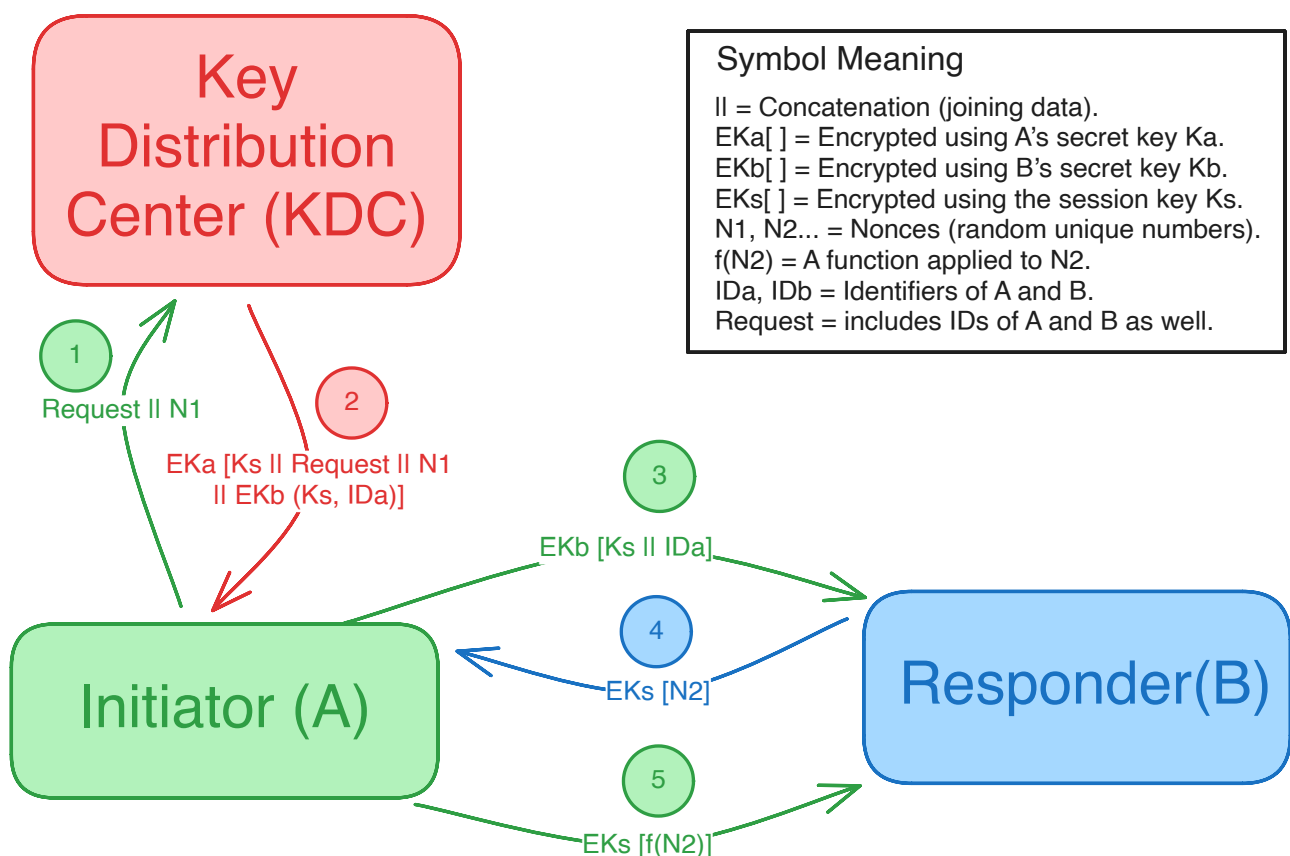 Key
Distribution
Center (KDC)
Symbol Meaning
ll = Concatenation (joining data).
EKa[ ] = Encrypted using A’s secret key Ka.
EKb[ ] = Encrypted using B’s secret key Kb.
EKs[ ] = Encrypted using the session key Ks.
N1, N2... = Nonces (random unique numbers).
f(N2) = A function applied to N2.
IDa, IDb = Identifiers of A and B.
Request = includes IDs of A and B as well.
1
Request ll N1
2
EKa [Ks ll Request ll N1
ll EKb (Ks, IDa)]
3
EKb [Ks ll IDa]
4
EKs [N2]
Initiator (A)
Responder(B)
5
EKs [f(N2)]